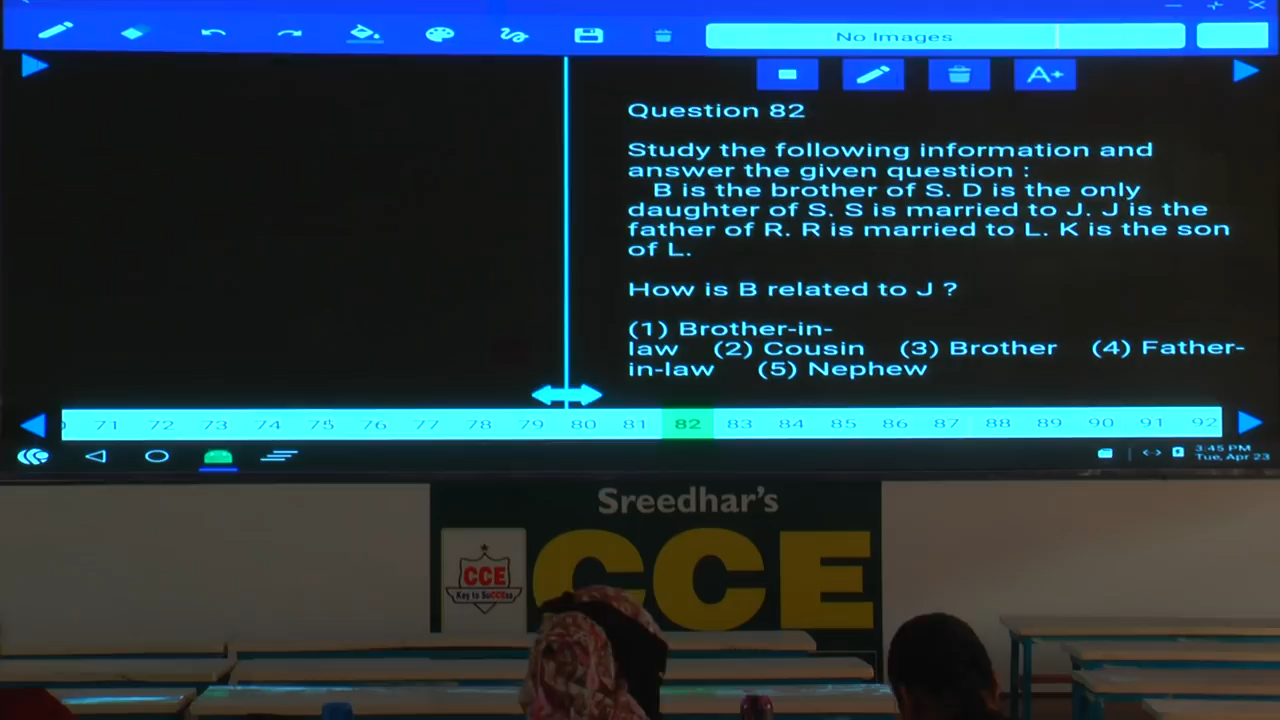 No Images
A+
Question 82
Study the following information and
answer the given question :
B is the brother of S. D is the only
daughter of S. S is married to J. J is the
father of R. R is married to L. K is the son
of L.
How is B related to J ?
(1) Brother-in-
law (2) Cousin (3) Brother (4) Father-
in-law (5) Nephew
71 72 73 74 75 76 77 78 79 80 81 82 83 84 85 86 87 88 89 90 91 92
3:45 PM
Tue, Apr 23
Sreedhar's
CCE
CCE
Key to SuCCEss